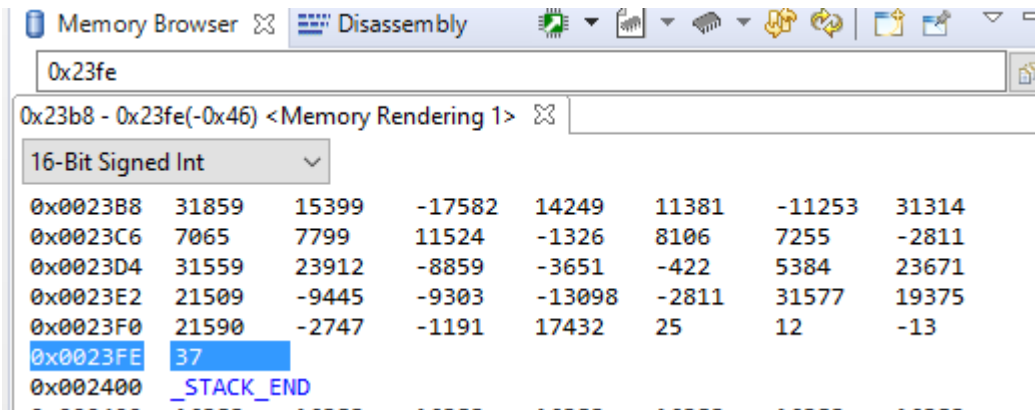 Memory Browser Disassembly
0x23fe
0x23b8 - 0x23fe(-0x46) <Memory Rendering 1>
16-Bit Signed Int
0x0023B8 31859 15399 -17582 14249 11381 -11253 31314
0x0023C6 7065 7799 11524 -1326 8106 7255 -2811
0x0023D4 31559 23912 -8859 -3651 -422 5384 23671
0x0023E2 21509 -9445 -9303 -13098 -2811 31577 19375
0x0023F0 21590 -2747 -1191 17432 25 12 -13
0x0023FE 37
0x002400 _STACK_END